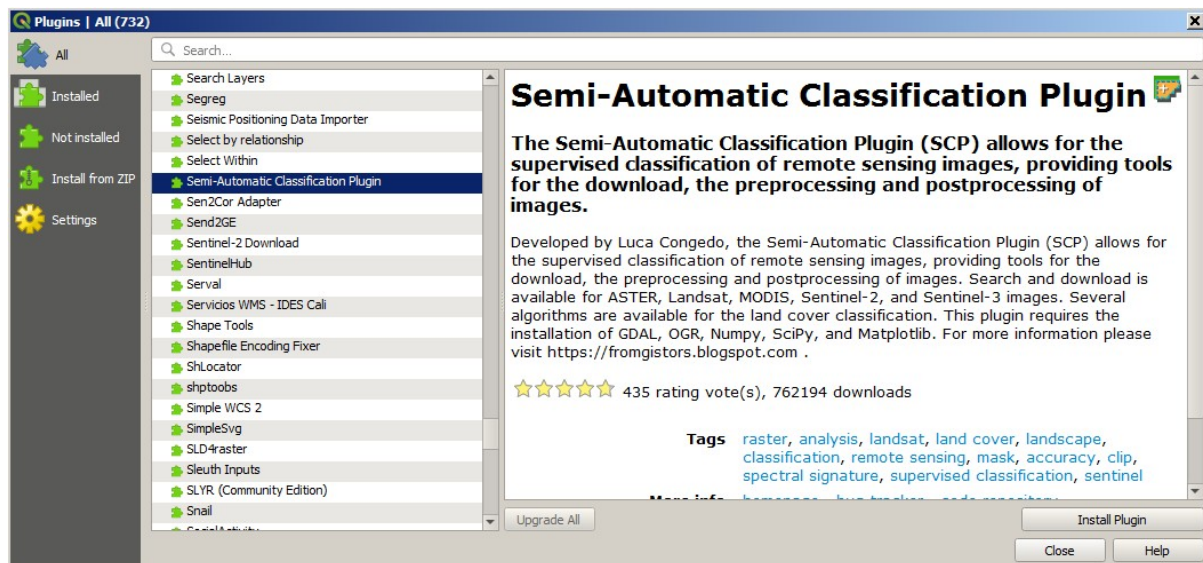 Plugins | All (732)
All
Installed
Not installed
Install from ZIP
Settings
Search...
Search Layers
Segreg
Seismic Positioning Data Importer
Select by relationship
Select Within
Semi-Automatic Classification Plugin
Sen2Cor Adapter
Send2GE
Sentinel-2 Download
SentinelHub
Serval
Servicios WMS - IDES Cali
Shape Tools
Shapefile Encoding Fixer
ShLocator
shptoobs
Simple WCS 2
SimpleSvg
SLD4raster
Sleuth Inputs
SLYR (Community Edition)
Snail
SocialActivity
Semi-Automatic Classification Plugin
The Semi-Automatic Classification Plugin (SCP) allows for the
supervised classification of remote sensing images, providing tools
for the download, the preprocessing and postprocessing of
images.
Developed by Luca Congedo, the Semi-Automatic Classification Plugin (SCP) allows for
the supervised classification of remote sensing images, providing tools for the
download, the preprocessing and postprocessing of images. Search and download is
available for ASTER, Landsat, MODIS, Sentinel-2, and Sentinel-3 images. Several
algorithms are available for the land cover classification. This plugin requires the
installation of GDAL, OGR, Numpy, SciPy, and Matplotlib. For more information please
visit https://fromgistors.blogspot.com .
435 rating vote(s), 762194 downloads
Tags raster, analysis, landsat, land cover, landscape,
classification, remote sensing, mask, accuracy, clip,
spectral signature, supervised classification, sentinel
More info homepage bug tracker code repository
Upgrade All
Install Plugin
Close
Help